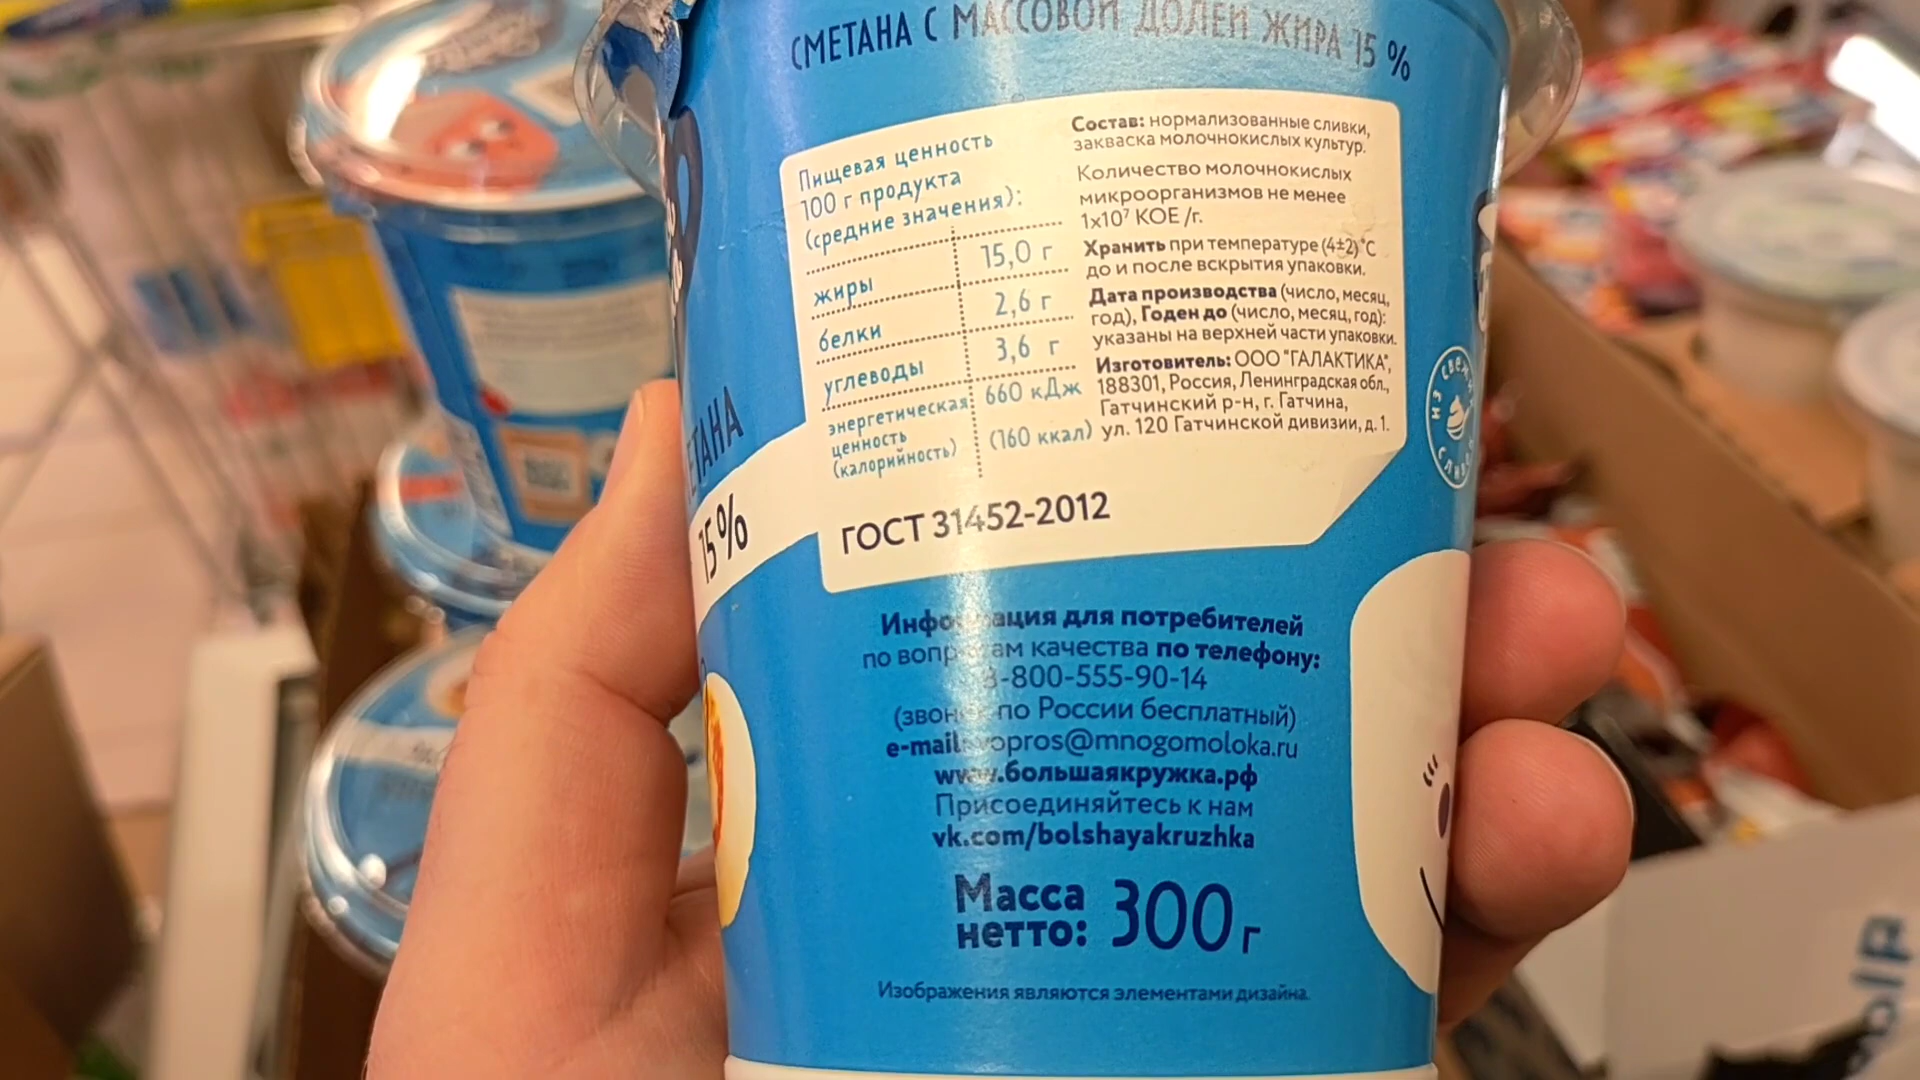 СМЕТАНА С МАССОВОЙ ДОЛЕЙ ЖИРА 15 %
Пищевая ценность
100 г продукта
(средние значения):
жиры 15,0 г
белки 2,6 г
углеводы 3,6 г
энергетическая 660 кДж
ценность
(калорийность) (160 ккал)
Состав: нормализованные сливки,
закваска молочнокислых культур.
Количество молочнокислых
микроорганизмов не менее
1х10⁷ КОЕ /г.
Хранить при температуре (4±2)°С
до и после вскрытия упаковки.
Дата производства (число, месяц,
год), Годен до (число, месяц, год):
указаны на верхней части упаковки.
Изготовитель: ООО "ГАЛАКТИКА",
188301, Россия, Ленинградская обл.,
Гатчинский р-н, г. Гатчина,
ул. 120 Гатчинской дивизии, д. 1.
ГОСТ 31452-2012
ЕТАНА
15%
ИЗ СВЕЖИХ СЛИВОК
Информация для потребителей
по вопросам качества по телефону:
8-800-555-90-14
(звонок по России бесплатный)
e-mail: vopros@mnogomoloka.ru
www.большаякружка.рф
Присоединяйтесь к нам
vk.com/bolshayakruzhka
Масса
нетто: 300 г
Изображения являются элементами дизайна.